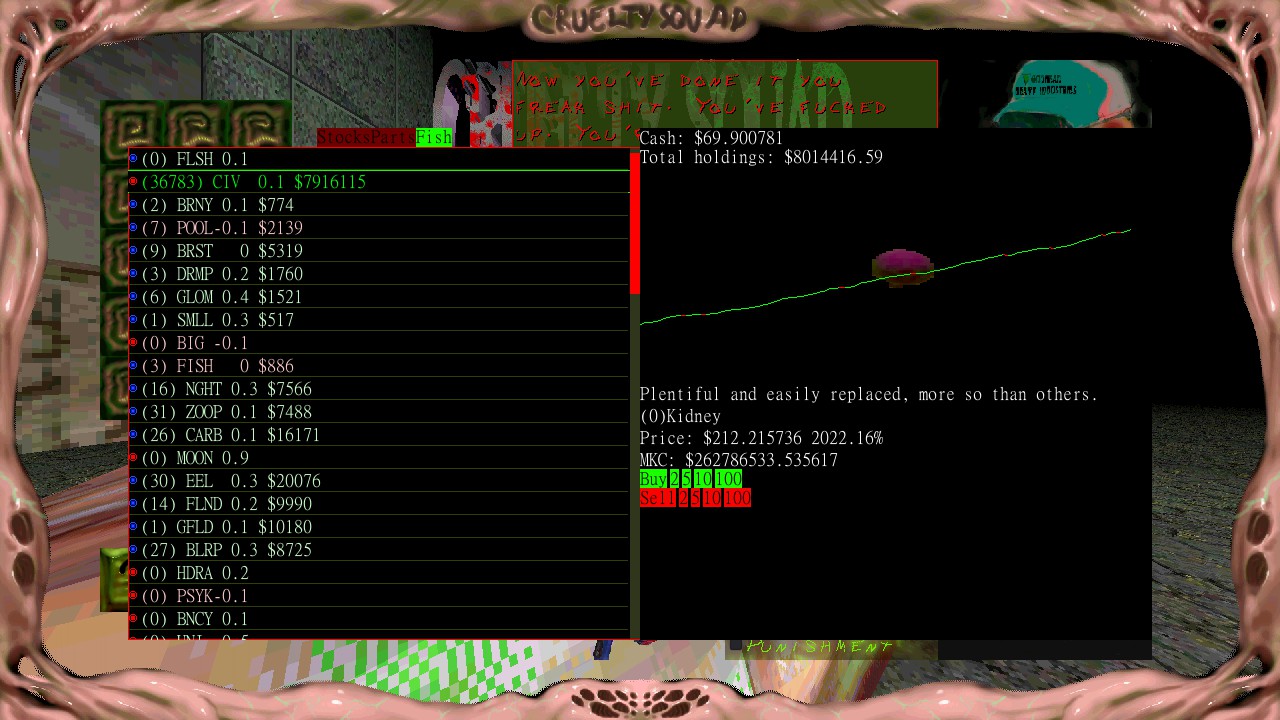 CRUELTY SQUAD
NOW YOU'VE DONE IT YOU
FREAK SHIT. YOU'VE FUCKED
UP. YOU'
HEAVY INDUSTRIES
StocksPartsFish
Cash: $69.900781
Total holdings: $8014416.59
(0) FLSH 0.1
(36783) CIV 0.1 $7916115
(2) BRNY 0.1 $774
(7) POOL-0.1 $2139
(9) BRST 0 $5319
(3) DRMP 0.2 $1760
(6) GLOM 0.4 $1521
(1) SMLL 0.3 $517
(0) BIG -0.1
(3) FISH 0 $886
(16) NGHT 0.3 $7566
(31) ZOOP 0.1 $7488
(26) CARB 0.1 $16171
(0) MOON 0.9
(30) EEL 0.3 $20076
(14) FLND 0.2 $9990
(1) GFLD 0.1 $10180
(27) BLRP 0.3 $8725
(0) HDRA 0.2
(0) PSYK-0.1
(0) BNCY 0.1
Plentiful and easily replaced, more so than others.
(0)Kidney
Price: $212.215736 2022.16%
MKC: $262786533.535617
Buy 2 5 10 100
Sell 2 5 10 100
PUNISHMENT